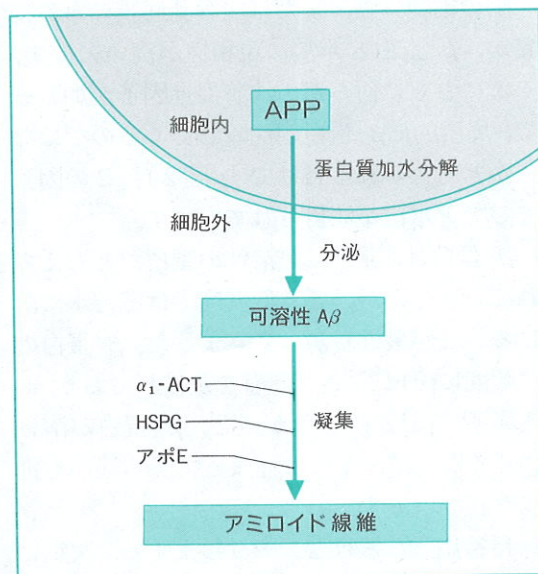 APP
細胞内
蛋白質加水分解
細胞外
分泌
可溶性 Aβ
α₁-ACT
HSPG
凝集
アポE
アミロイド線維